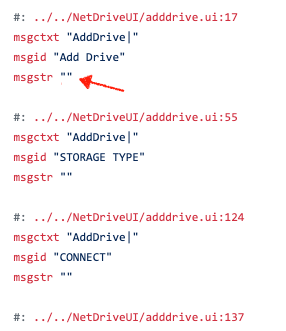 #: ../../NetDriveUI/adddrive.ui:17
msgctxt "AddDrive|"
msgid "Add Drive"
msgstr ""
#: ../../NetDriveUI/adddrive.ui:55
msgctxt "AddDrive|"
msgid "STORAGE TYPE"
msgstr ""
#: ../../NetDriveUI/adddrive.ui:124
msgctxt "AddDrive|"
msgid "CONNECT"
msgstr ""
#: ../../NetDriveUI/adddrive.ui:137